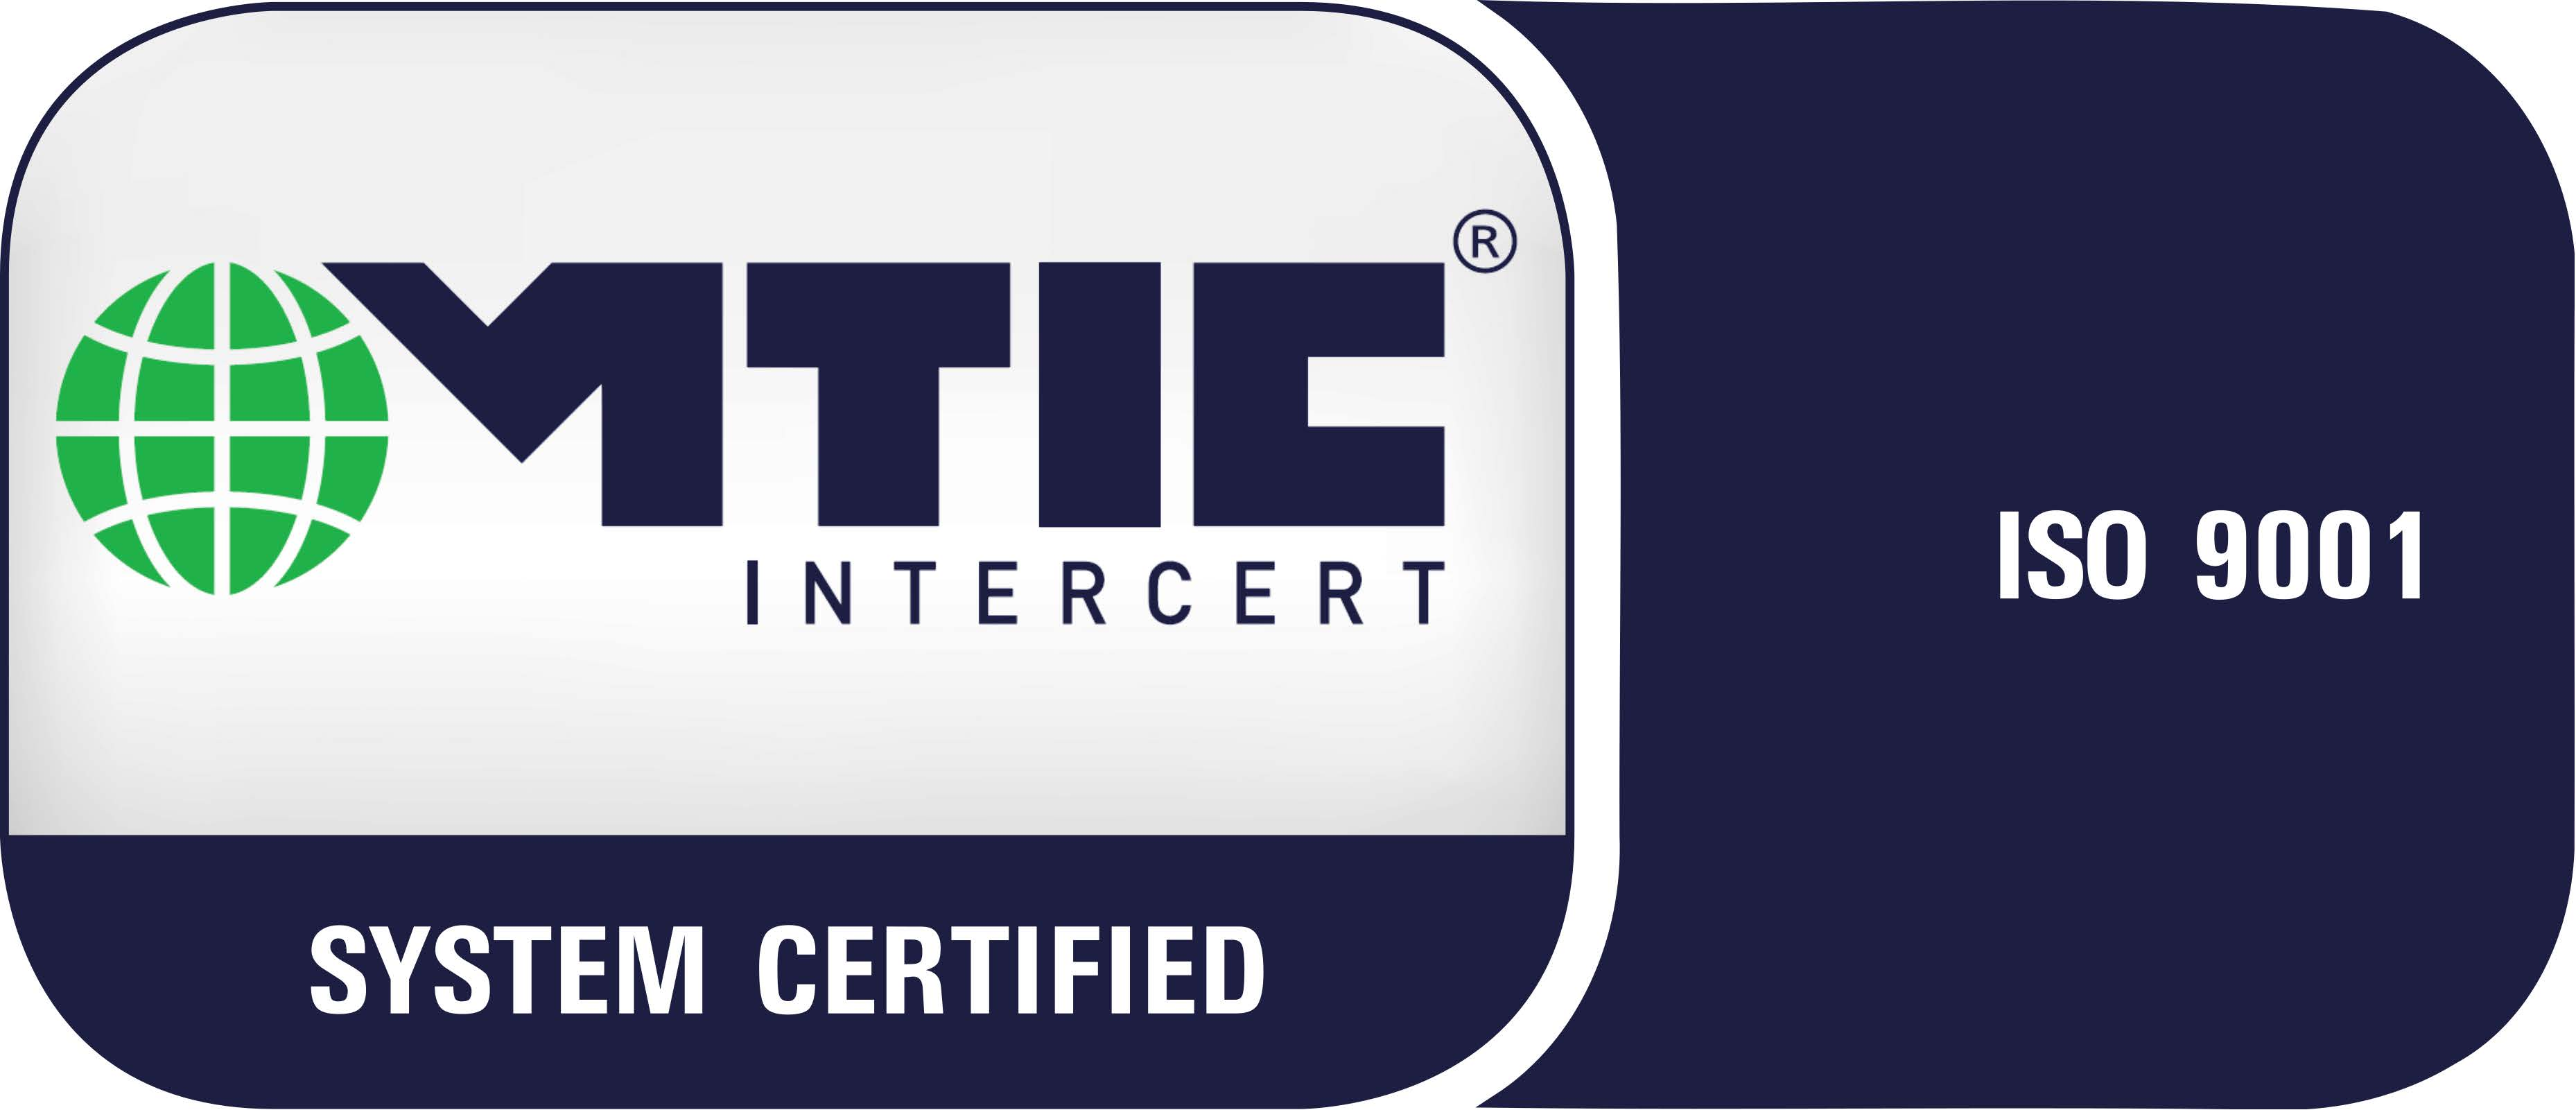 MTIC®
INTERCERT
SYSTEM CERTIFIED
ISO 9001